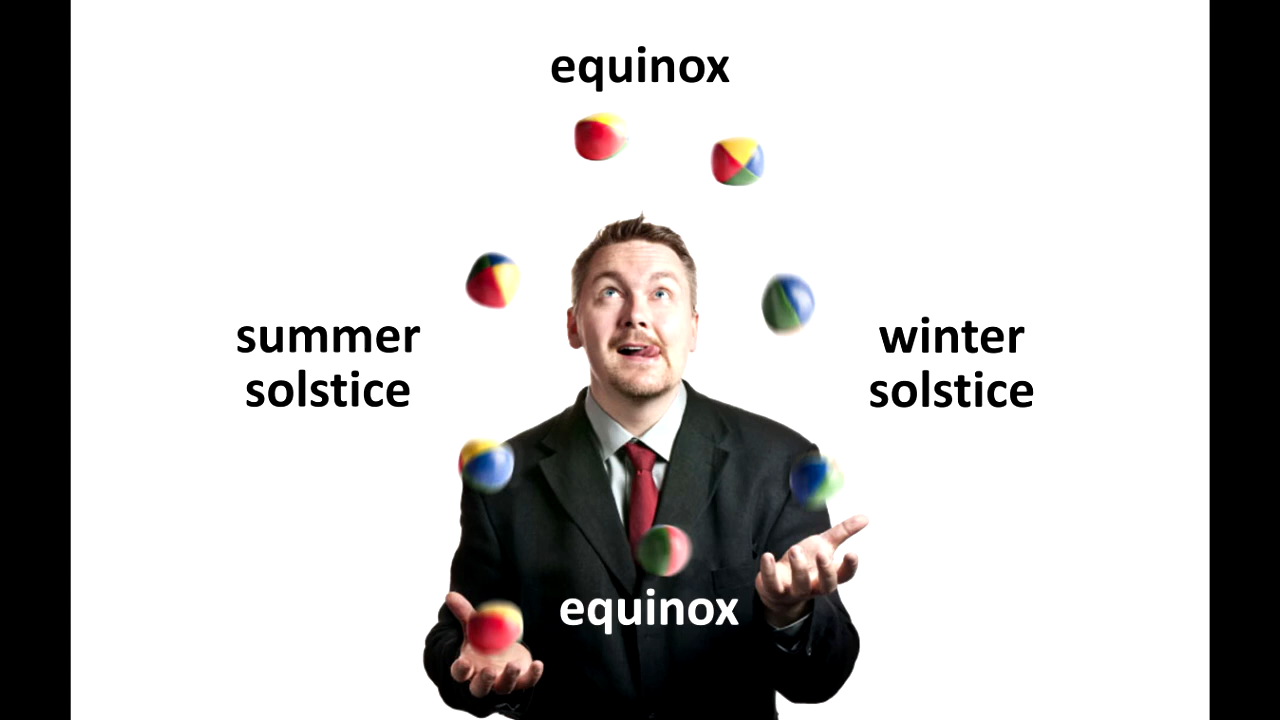 equinox
summer
solstice
winter
solstice
equinox